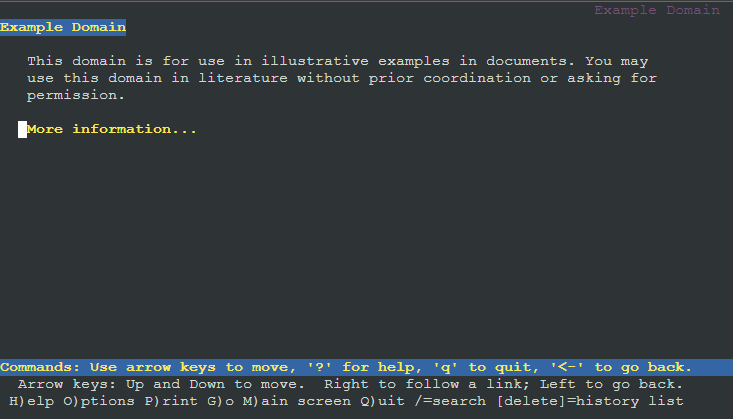 Example Domain
Example Domain
This domain is for use in illustrative examples in documents. You may
use this domain in literature without prior coordination or asking for
permission.
More information...
Commands: Use arrow keys to move, '?' for help, 'q' to quit, '<-' to go back.
Arrow keys: Up and Down to move.  Right to follow a link; Left to go back.
H)elp O)ptions P)rint G)o M)ain screen Q)uit /=search [delete]=history list